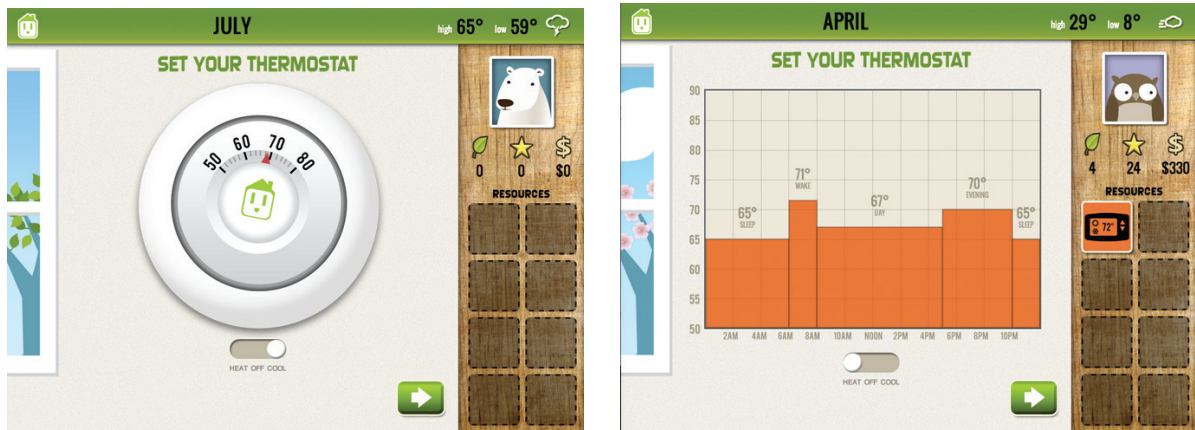 JULY
high 65° low 59°
SET YOUR THERMOSTAT
50 60 70 80
0 0 $0
RESOURCES
HEAT OFF COOL
APRIL
high 29° low 8°
SET YOUR THERMOSTAT
90
85
80
75
70
65
60
55
50
65°
SLEEP
71°
WAKE
67°
DAY
70°
EVENING
65°
SLEEP
2AM 4AM 6AM 8AM 10AM NOON 2PM 4PM 6PM 8PM 10PM
HEAT OFF COOL
4 24 $330
RESOURCES
72°